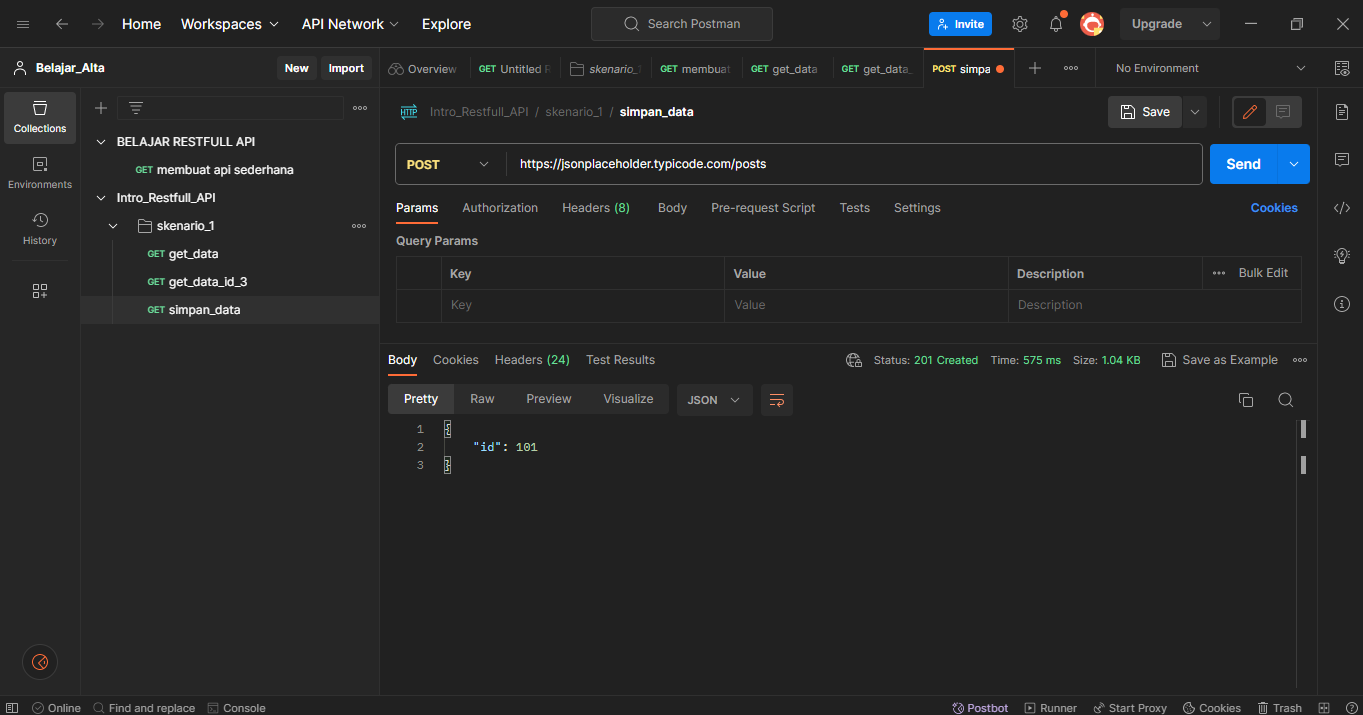 Home Workspaces API Network Explore Search Postman Invite Upgrade
Belajar_Alta New Import Overview GET Untitled R skenario_1 GET membuat GET get_data GET get_data_ POST simpa No Environment
Collections
Environments
History
BELAJAR RESTFULL API
GET membuat api sederhana
Intro_Restfull_API
skenario_1
GET get_data
GET get_data_id_3
GET simpan_data
HTTP Intro_Restfull_API / skenario_1 / simpan_data Save
POST https://jsonplaceholder.typicode.com/posts Send
Params Authorization Headers (8) Body Pre-request Script Tests Settings Cookies
Query Params
Key Value Description Bulk Edit
Key Value Description
Body Cookies Headers (24) Test Results Status: 201 Created Time: 575 ms Size: 1.04 KB Save as Example
Pretty Raw Preview Visualize JSON
1 {
2 "id": 101
3 }
Online Find and replace Console Postbot Runner Start Proxy Cookies Trash